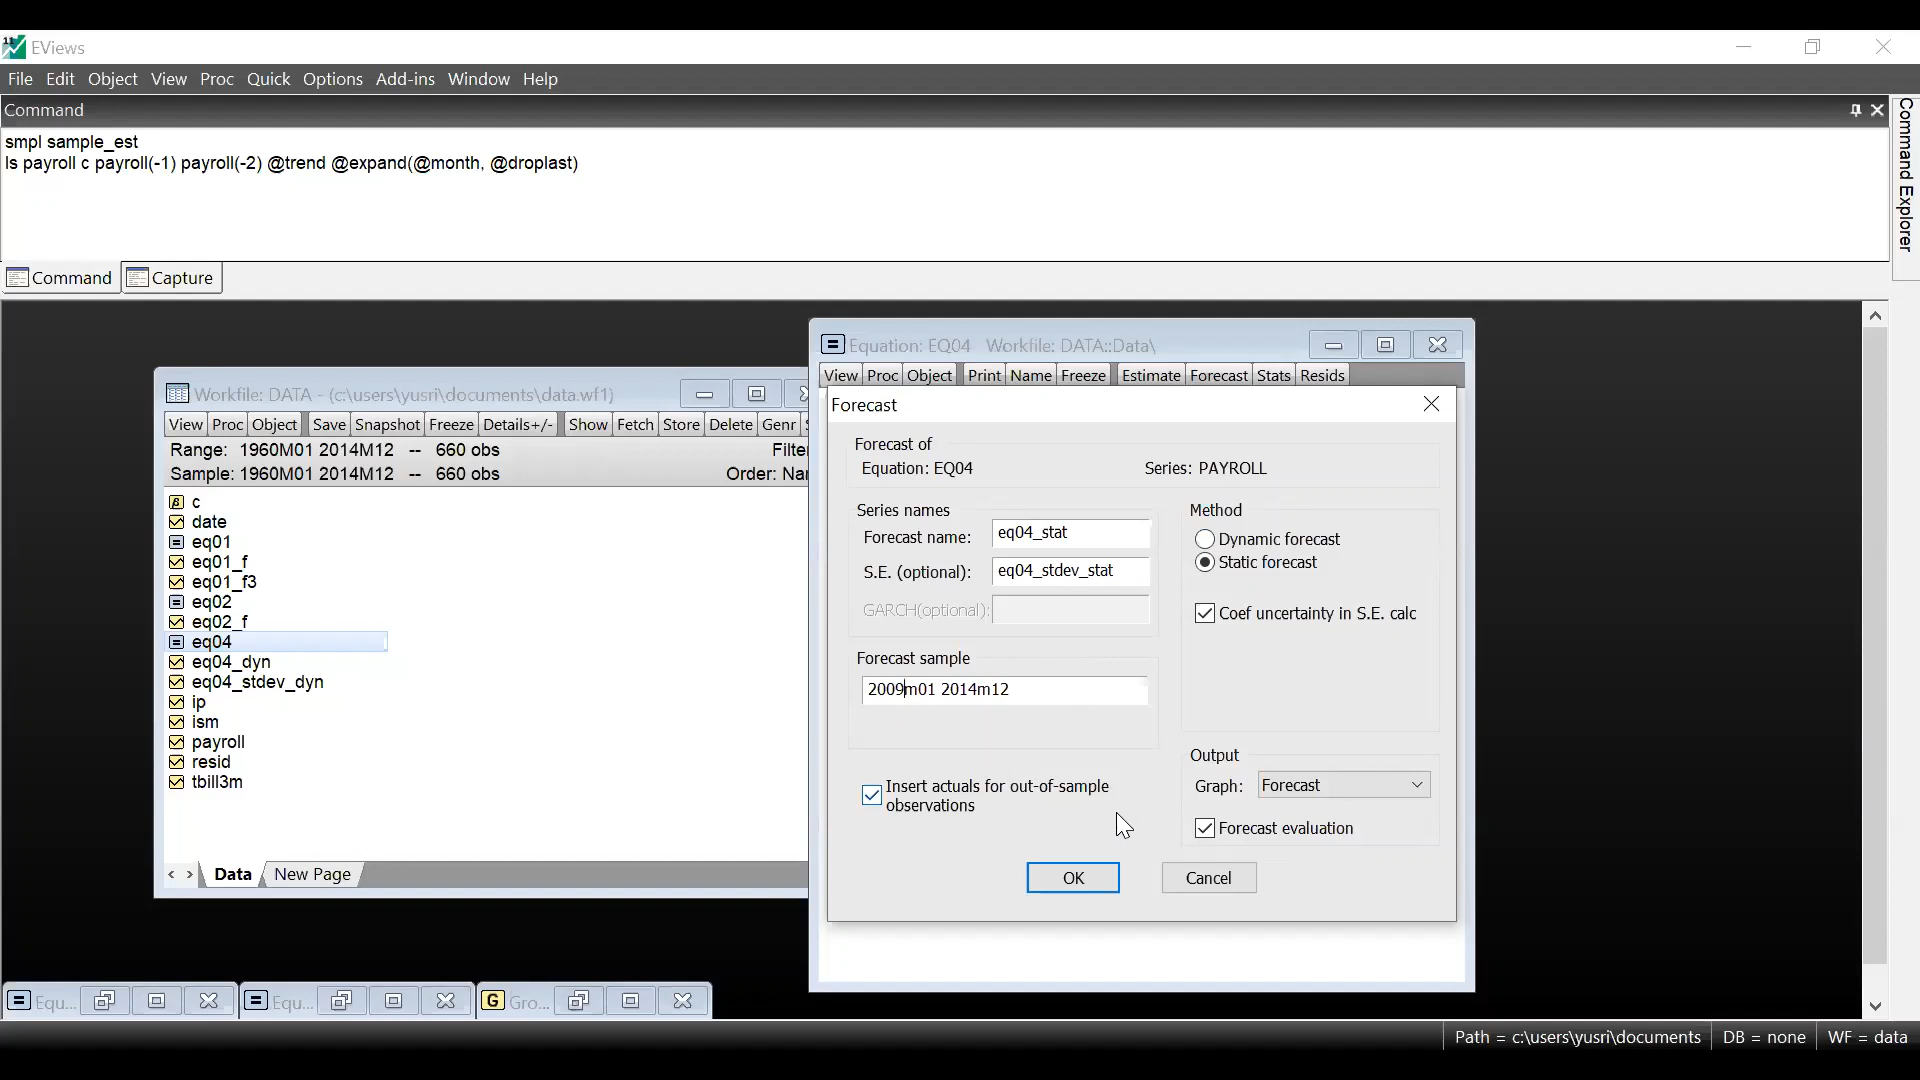 EViews
File Edit Object View Proc Quick Options Add-ins Window Help
Command
smpl sample_est
ls payroll c payroll(-1) payroll(-2) @trend @expand(@month, @droplast)
Command Capture
Command Explorer
Workfile: DATA - (c:\users\yusri\documents\data.wf1)
View Proc Object Save Snapshot Freeze Details+/- Show Fetch Store Delete Genr
Range: 1960M01 2014M12 -- 660 obs Filte
Sample: 1960M01 2014M12 -- 660 obs Order: Na
c
date
eq01
eq01_f
eq01_f3
eq02
eq02_f
eq04
eq04_dyn
eq04_stdev_dyn
ip
ism
payroll
resid
tbill3m
< > Data New Page
Equation: EQ04 Workfile: DATA::Data\
View Proc Object Print Name Freeze Estimate Forecast Stats Resids
Forecast
Forecast of
Equation: EQ04 Series: PAYROLL
Series names
Forecast name: eq04_stat
S.E. (optional): eq04_stdev_stat
GARCH(optional):
Method
Dynamic forecast
Static forecast
Coef uncertainty in S.E. calc
Forecast sample
2009m01 2014m12
Insert actuals for out-of-sample
observations
Output
Graph: Forecast
Forecast evaluation
OK Cancel
Equ... Equ... G Gro...
Path = c:\users\yusri\documents DB = none WF = data